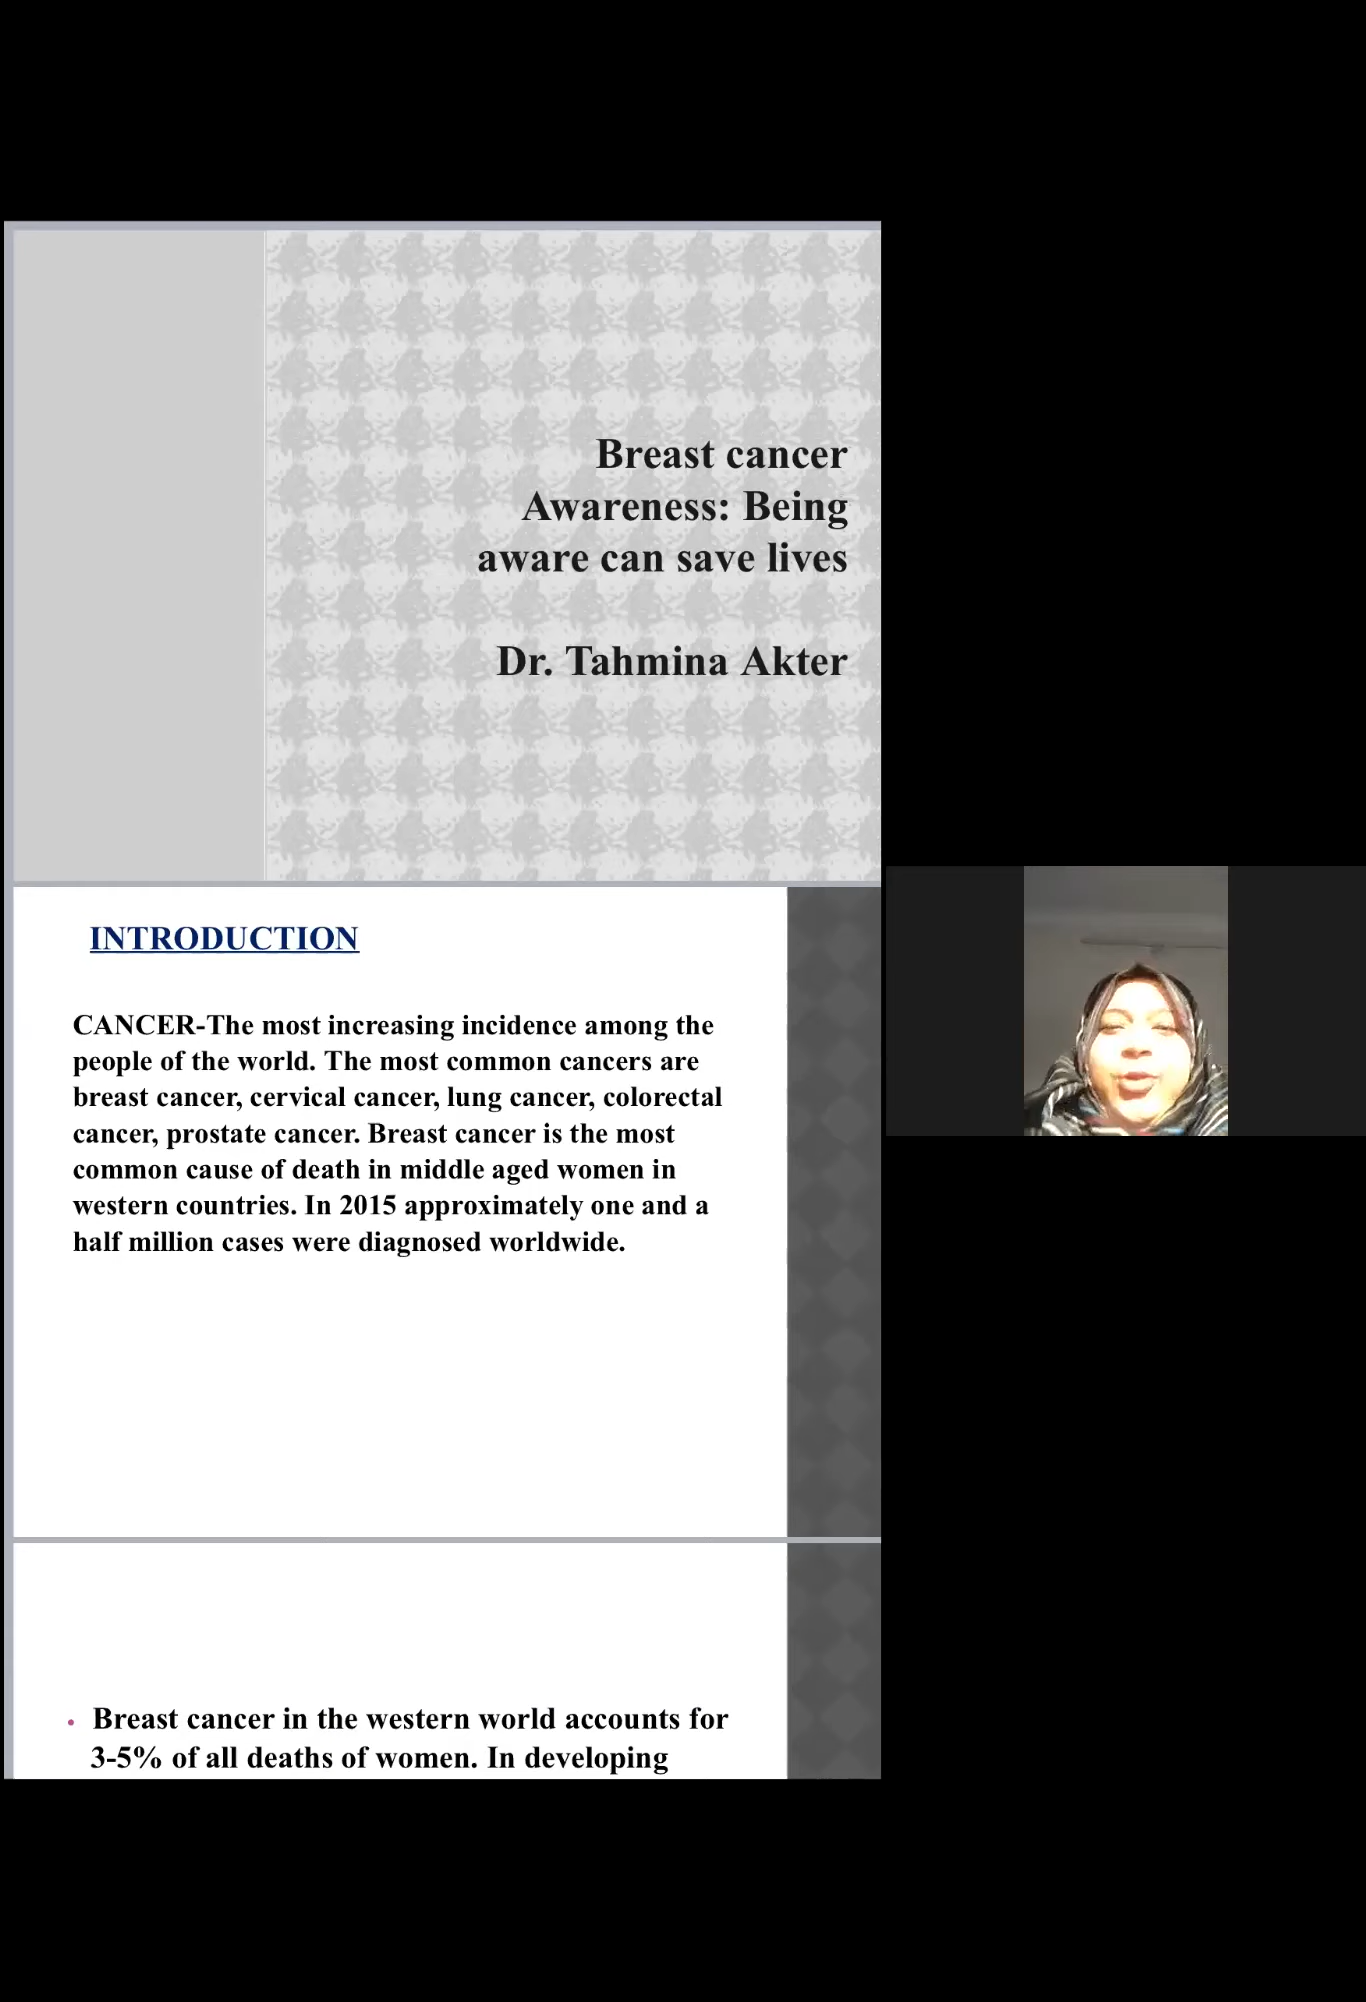 Breast cancer
Awareness: Being
aware can save lives
Dr. Tahmina Akter
INTRODUCTION
CANCER-The most increasing incidence among the
people of the world. The most common cancers are
breast cancer, cervical cancer, lung cancer, colorectal
cancer, prostate cancer. Breast cancer is the most
common cause of death in middle aged women in
western countries. In 2015 approximately one and a
half million cases were diagnosed worldwide.
• Breast cancer in the western world accounts for
3-5% of all deaths of women. In developing